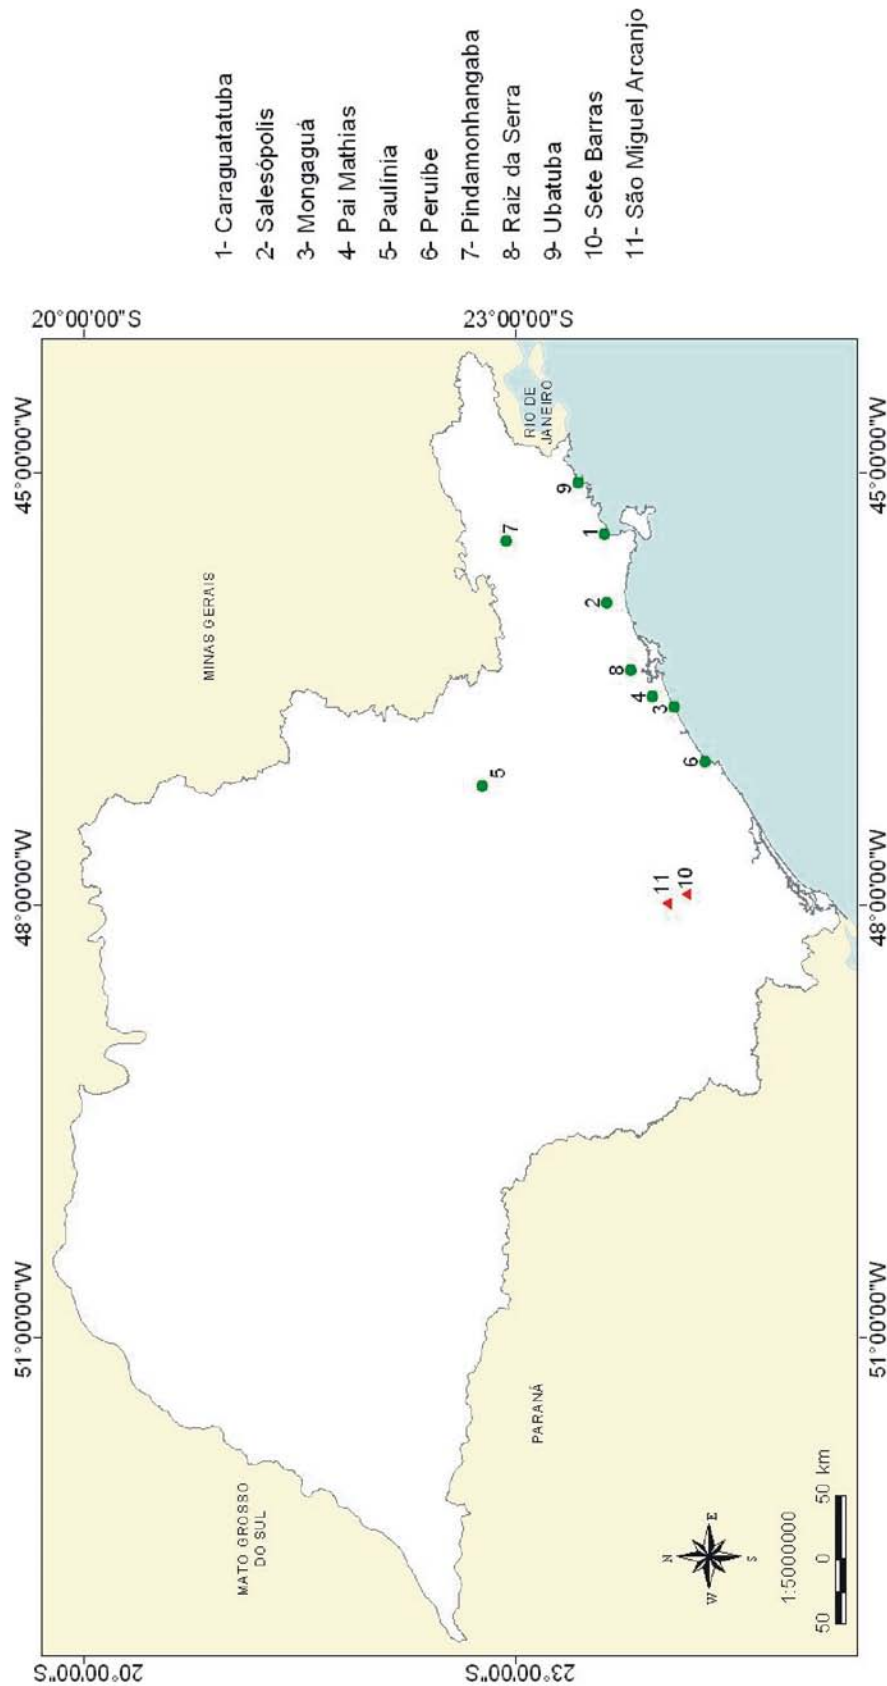 51°00'00"W 48°00'00"W 45°00'00"W
20°00'00"S 20°00'00"S
MINAS GERAIS
MATO GROSSO
DO SUL
5
7
23°00'00"S 23°00'00"S
RIO DE
JANEIRO
PARANÁ
9
1
2
8
4
3
11
10
6
N
W E
S
1:5000000
50 0 50 km
51°00'00"W 48°00'00"W 45°00'00"W
1- Caraguatatuba
2- Salesópolis
3- Mongaguá
4- Pai Mathias
5- Paulínia
6- Peruíbe
7- Pindamonhangaba
8- Raiz da Serra
9- Ubatuba
10- Sete Barras
11- São Miguel Arcanjo